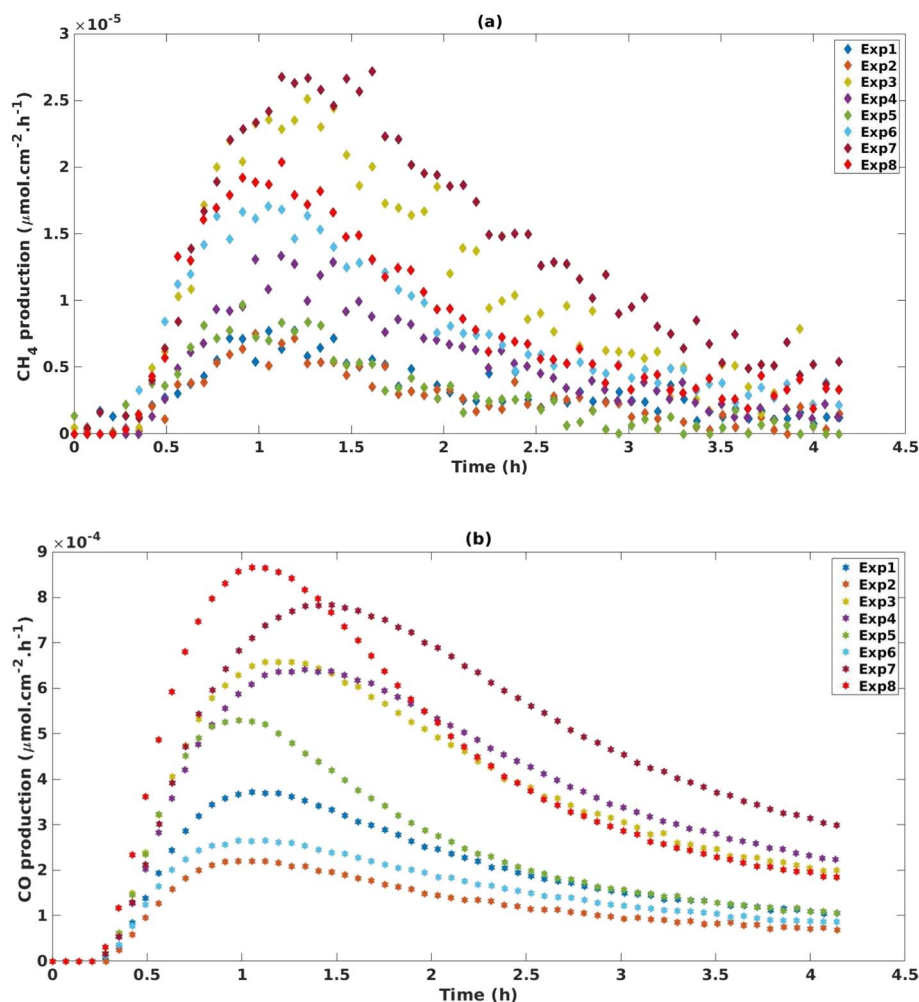 (a)
×10⁻⁵
3
2.5
2
1.5
1
0.5
0
CH₄ production (μmol.cm⁻².h⁻¹)
Exp1
Exp2
Exp3
Exp4
Exp5
Exp6
Exp7
Exp8
0 0.5 1 1.5 2 2.5 3 3.5 4 4.5
Time (h)
(b)
×10⁻⁴
9
8
7
6
5
4
3
2
1
0
CO production (μmol.cm⁻².h⁻¹)
Exp1
Exp2
Exp3
Exp4
Exp5
Exp6
Exp7
Exp8
0 0.5 1 1.5 2 2.5 3 3.5 4 4.5
Time (h)